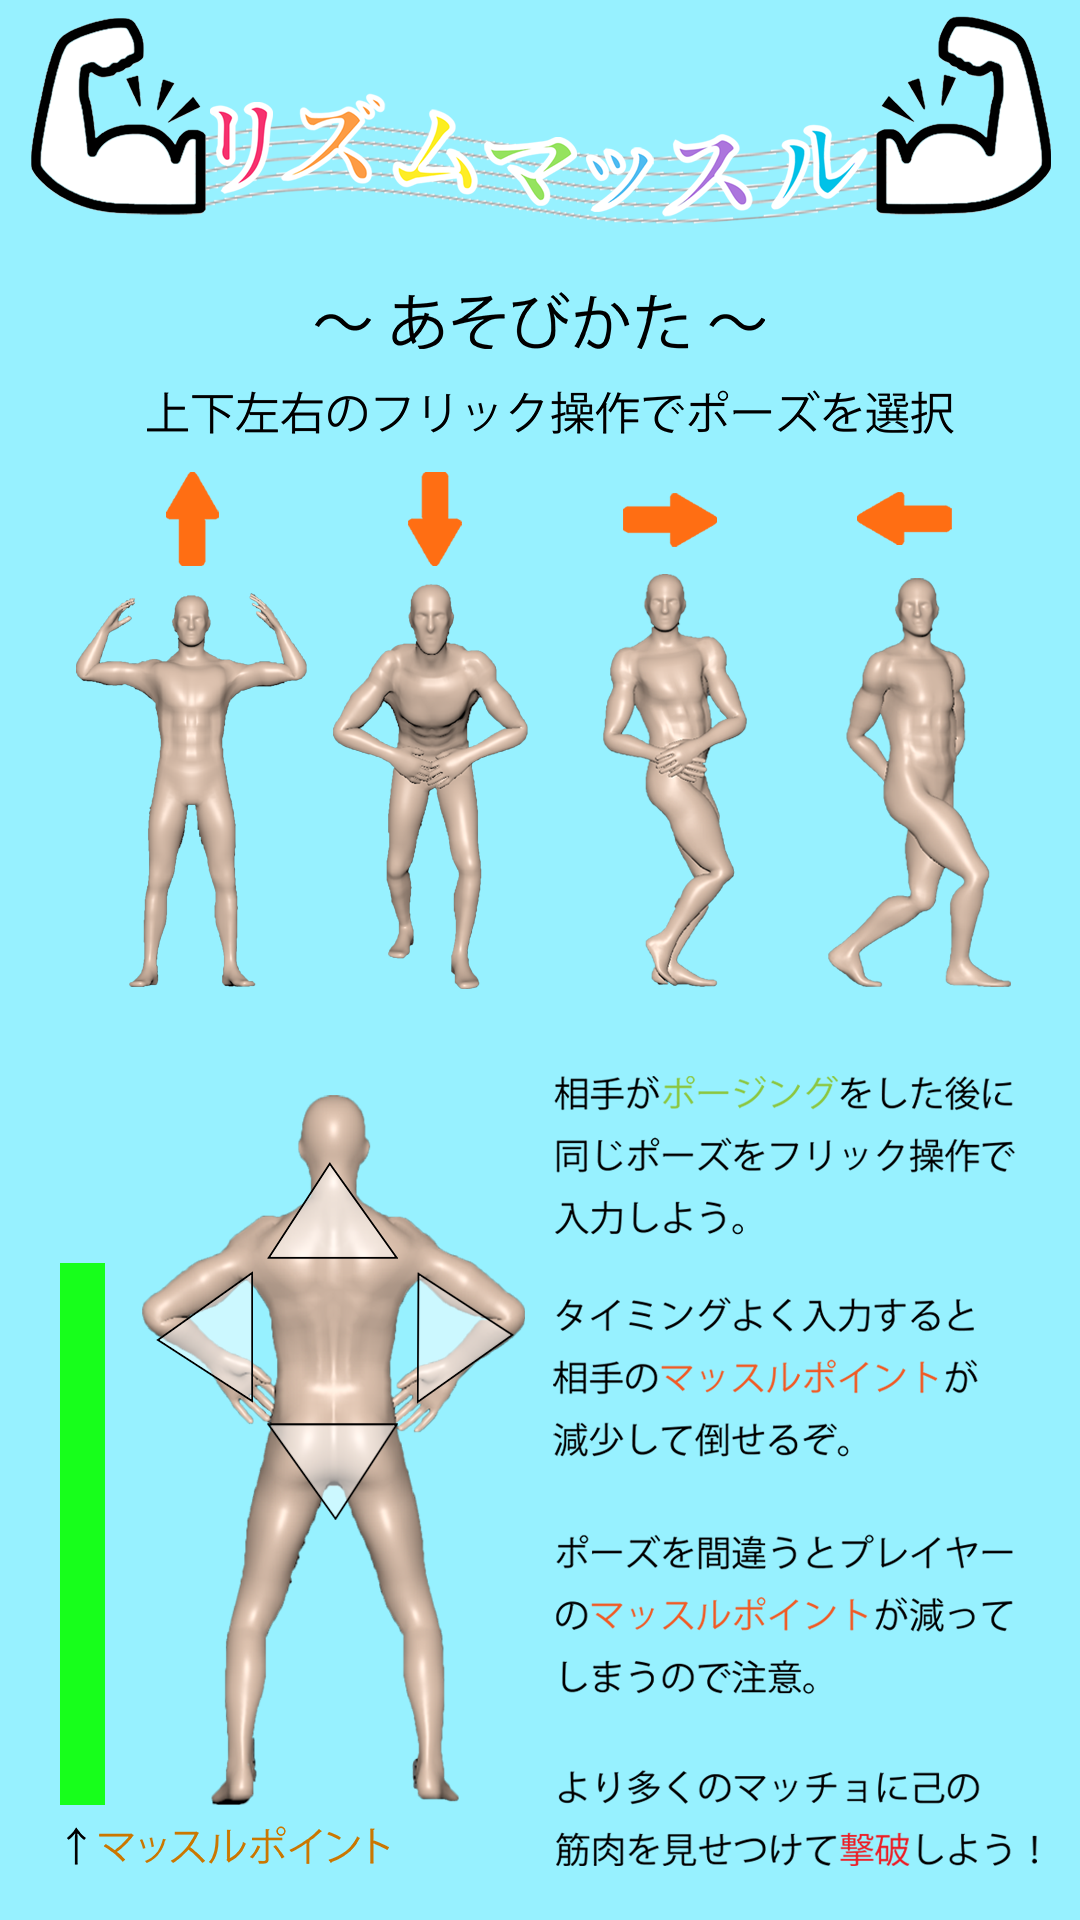 リズムマッスル
～ あそびかた ～
上下左右のフリック操作でポーズを選択
相手がポージングをした後に
同じポーズをフリック操作で
入力しよう。
タイミングよく入力すると
相手のマッスルポイントが
減少して倒せるぞ。
ポーズを間違うとプレイヤー
のマッスルポイントが減って
しまうので注意。
より多くのマッチョに己の
筋肉を見せつけて撃破しよう！
↑ マッスルポイント